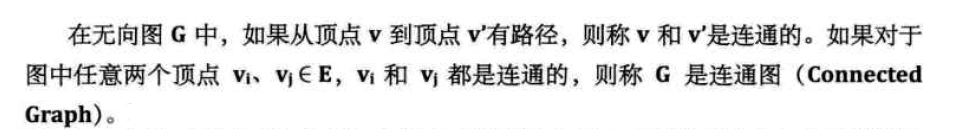 在无向图 G 中，如果从顶点 v 到顶点 v'有路径，则称 v 和 v'是连通的。如果对于
图中任意两个顶点 vᵢ、vⱼ∈E，vᵢ 和 vⱼ 都是连通的，则称 G 是连通图（Connected
Graph）。